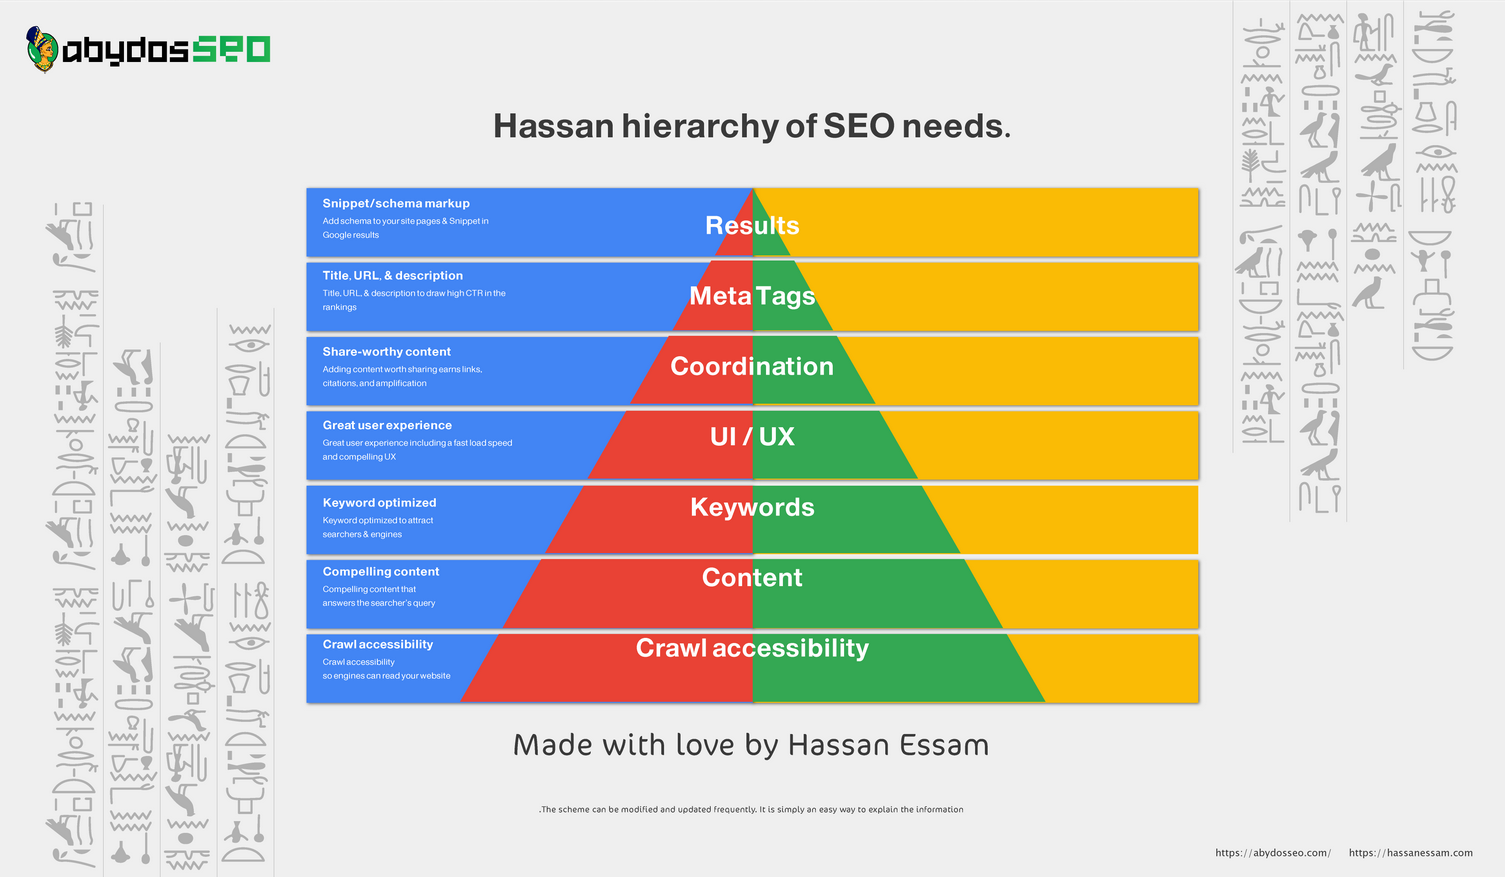 abydosSEO
Hassan hierarchy of SEO needs.
Snippet/schema markup
Add schema to your site pages & Snippet in
Google results
Results
Title, URL, & description
Title, URL, & description to draw high CTR in the
rankings
Meta Tags
Share-worthy content
Adding content worth sharing earns links,
citations, and amplification
Coordination
Great user experience
Great user experience including a fast load speed
and compelling UX
UI / UX
Keyword optimized
Keyword optimized to attract
searchers & engines
Keywords
Compelling content
Compelling content that
answers the searcher's query
Content
Crawl accessibility
Crawl accessibility
so engines can read your website
Crawl accessibility
Made with love by Hassan Essam
.The scheme can be modified and updated frequently. It is simply an easy way to explain the information
https://abydosseo.com/ https://hassanessam.com